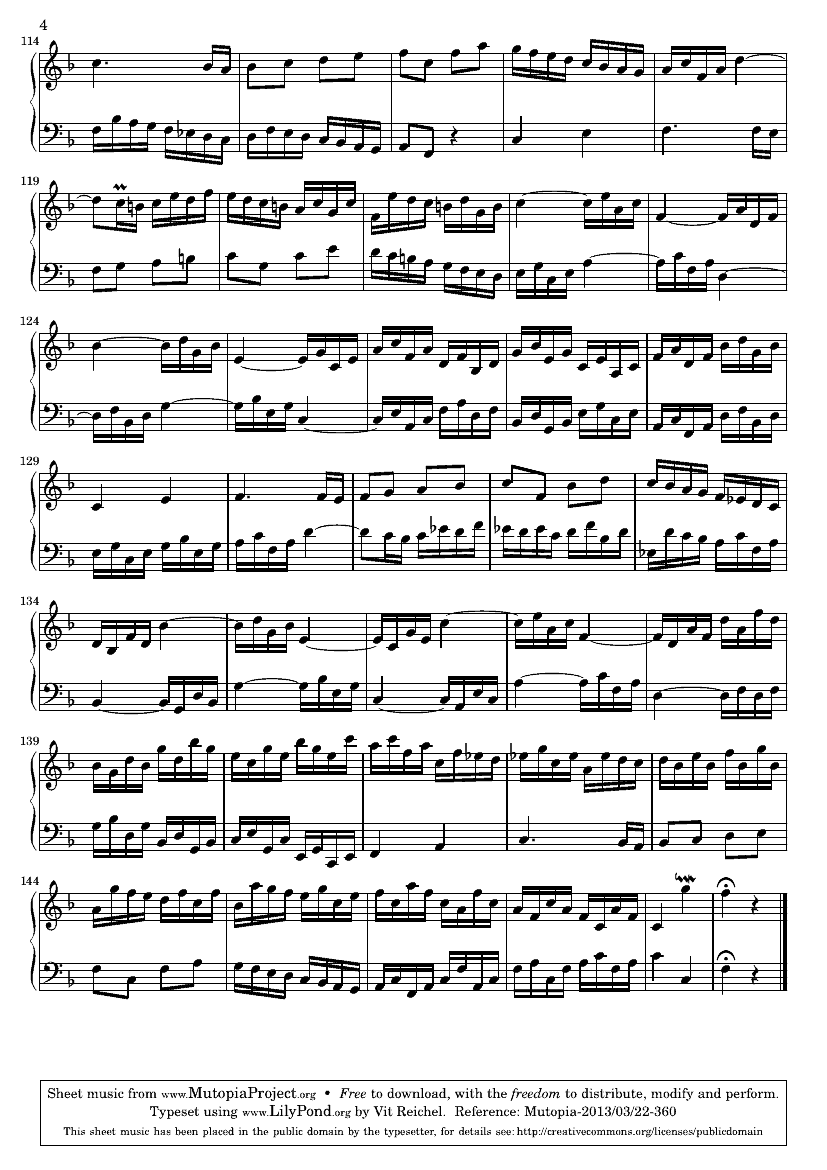 4
114
119
124
129
134
139
144
Sheet music from www.MutopiaProject.org • Free to download, with the freedom to distribute, modify and perform.
Typeset using www.LilyPond.org by Vit Reichel. Reference: Mutopia-2013/03/22-360
This sheet music has been placed in the public domain by the typesetter, for details see: http://creativecommons.org/licenses/publicdomain